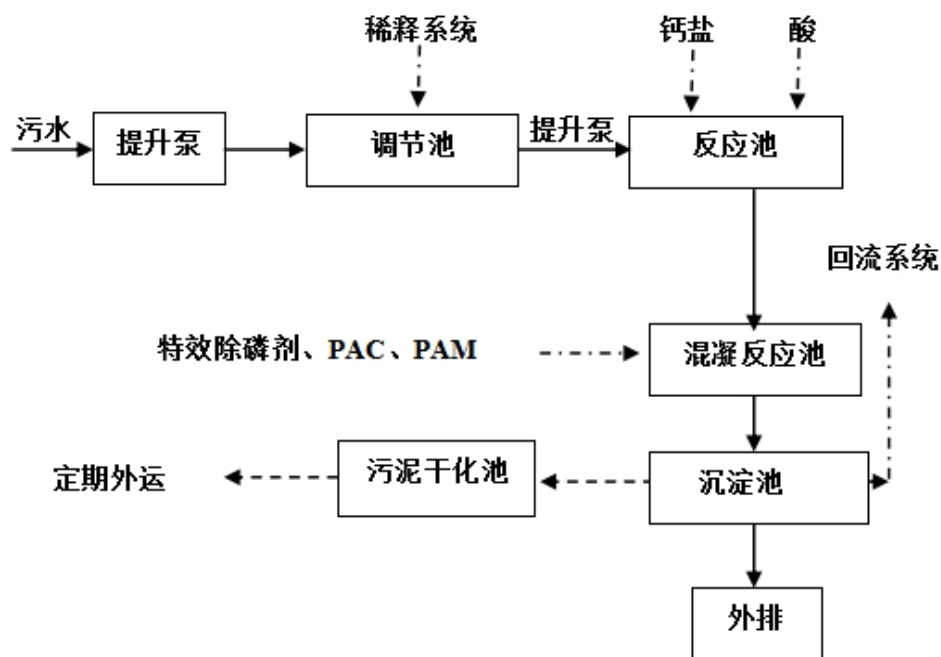 稀释系统
钙盐
酸
污水
提升泵
调节池
提升泵
反应池
回流系统
特效除磷剂、PAC、PAM
混凝反应池
定期外运
污泥干化池
沉淀池
外排